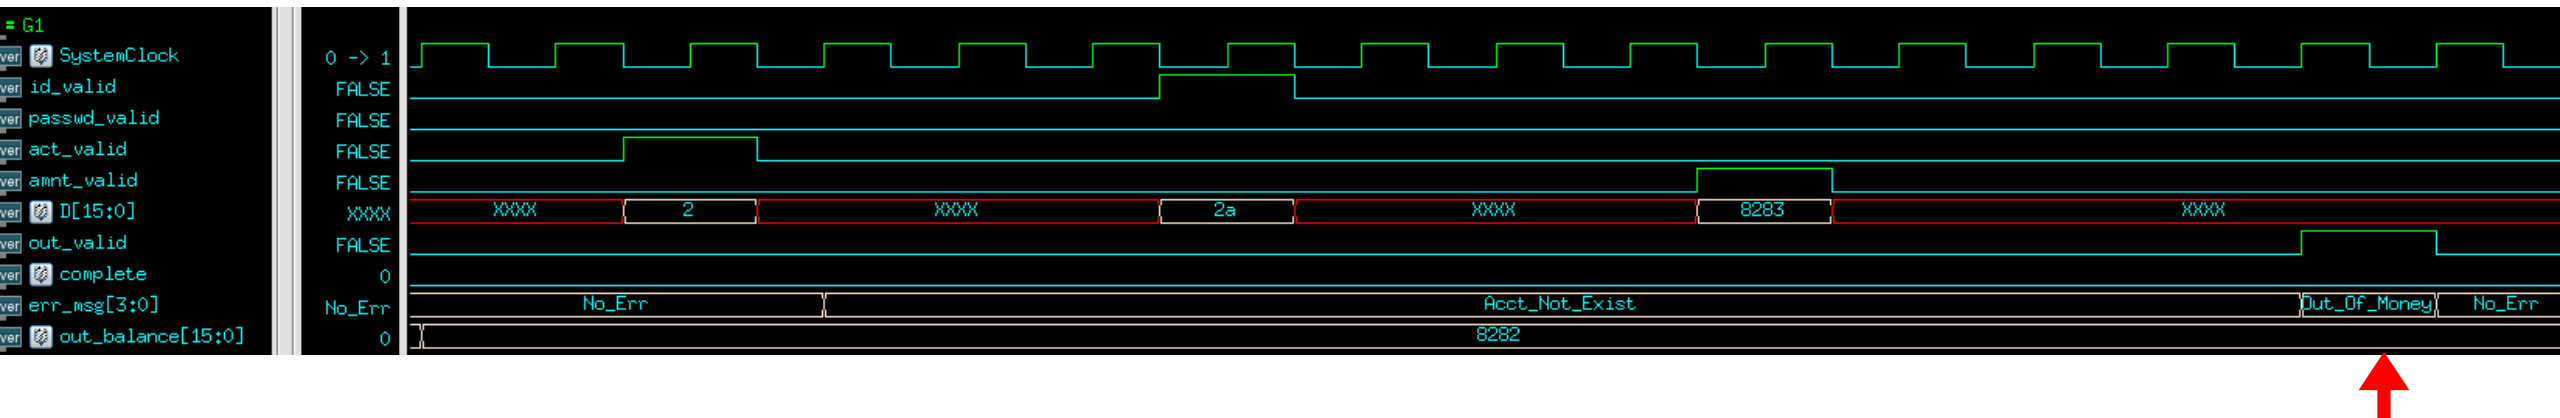 = G1
ver SystemClock 0 -> 1
ver id_valid FALSE
ver passwd_valid FALSE
ver act_valid FALSE
ver amnt_valid FALSE
ver D[15:0] XXXX XXXX 2 XXXX 2a XXXX 8283 XXXX
ver out_valid FALSE
ver complete 0
ver err_msg[3:0] No_Err No_Err Acct_Not_Exist Out_Of_Money No_Err
ver out_balance[15:0] 0 8282